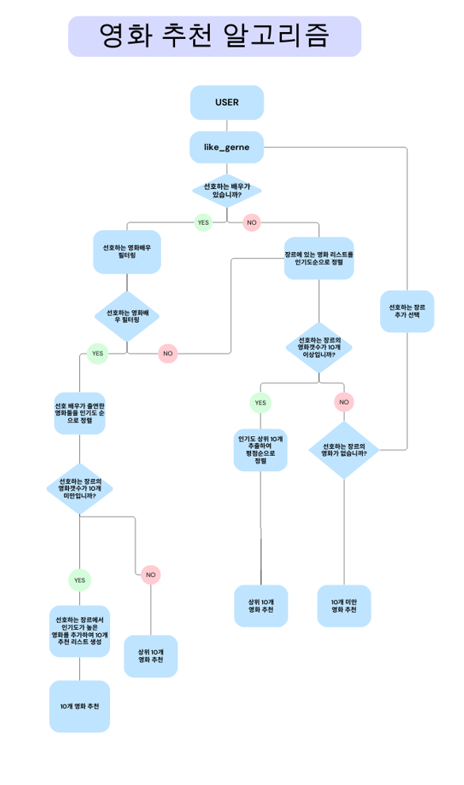 영화 추천 알고리즘
USER
like_gerne
선호하는 배우가
있습니까?
YES
NO
선호하는 영화배우
필터링
장르에 있는 영화 리스트를
인기도순으로 정렬
선호하는 장르
추가 선택
선호하는 영화배
우 필터링
선호하는 장르의
영화갯수가 10개
이상입니까?
YES
NO
YES
NO
선호 배우가 출연한
영화들을 인기도 순
으로 정렬
인기도 상위 10개
추출하여
평점순으로
정렬
선호하는 장르의
영화가 없습니까?
선호하는 장르의
영화갯수가 10개
미만입니까?
YES
NO
상위 10개
영화 추천
10개 미만
영화 추천
선호하는 장르에서
인기도가 높은
영화를 추가하여 10개
추천 리스트 생성
상위 10개
영화 추천
10개 영화 추천